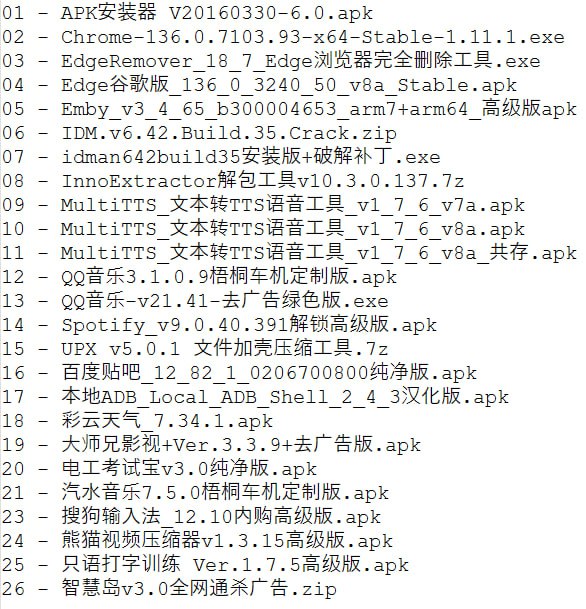 01 - APK安装器 V20160330-6.0.apk
02 - Chrome-136.0.7103.93-x64-Stable-1.11.1.exe
03 - EdgeRemover_18_7_Edge浏览器完全删除工具.exe
04 - Edge谷歌版_136_0_3240_50_v8a_Stable.apk
05 - Emby_v3_4_65_b300004653_arm7+arm64_高级版apk
06 - IDM.v6.42.Build.35.Crack.zip
07 - idman642build35安装版+破解补丁.exe
08 - InnoExtractor解包工具v10.3.0.137.7z
09 - MultiTTS_文本转TTS语音工具_v1_7_6_v7a.apk
10 - MultiTTS_文本转TTS语音工具_v1_7_6_v8a.apk
11 - MultiTTS_文本转TTS语音工具_v1_7_6_v8a_共存.apk
12 - QQ音乐3.1.0.9梧桐车机定制版.apk
13 - QQ音乐-v21.41-去广告绿色版.exe
14 - Spotify_v9.0.40.391解锁高级版.apk
15 - UPX v5.0.1 文件加壳压缩工具.7z
16 - 百度贴吧_12_82_1_0206700800纯净版.apk
17 - 本地ADB_Local_ADB_Shell_2_4_3汉化版.apk
18 - 彩云天气_7.34.1.apk
19 - 大师兄影视+Ver.3.3.9+去广告版.apk
20 - 电工考试宝v3.0纯净版.apk
21 - 汽水音乐7.5.0梧桐车机定制版.apk
23 - 搜狗输入法_12.10内购高级版.apk
24 - 熊猫视频压缩器v1.3.15高级版.apk
25 - 只语打字训练 Ver.1.7.5高级版.apk
26 - 智慧岛v3.0全网通杀广告.zip